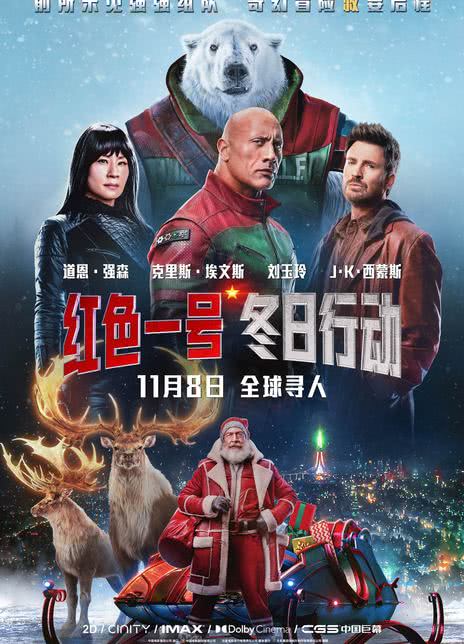 前所未见强强组队 奇幻冒险救圣启程
道恩·强森 克里斯·埃文斯 刘玉玲 J·K·西蒙斯
红色一号 冬日行动
11月8日 全球寻人
2D / CINITY / IMAX / DOLBY CINEMA / CGS中国巨幕